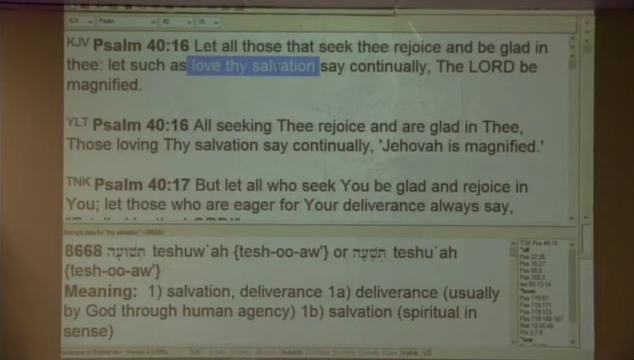 KJV Psalm 40:16 Let all those that seek thee rejoice and be glad in
thee: let such as love thy salvation say continually, The LORD be
magnified.
YLT Psalm 40:16 All seeking Thee rejoice and are glad in Thee,
Those loving Thy salvation say continually, 'Jehovah is magnified.'
TNK Psalm 40:17 But let all who seek You be glad and rejoice in
You; let those who are eager for Your deliverance always say,
8668 תְּשׁוּעָה teshuw`ah {tesh-oo-aw'} or תְּשֻׁעָה teshu`ah
{tesh-oo-aw'}
Meaning: 1) salvation, deliverance 1a) deliverance (usually
by God through human agency) 1b) salvation (spiritual in
sense)